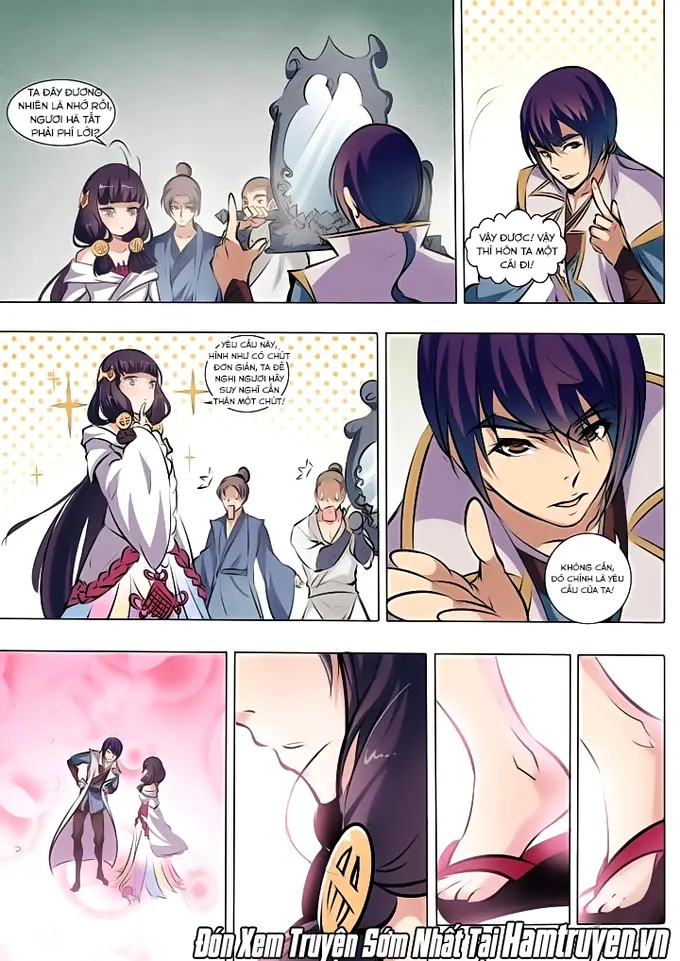 TA ĐÂY ĐƯƠNG
NHIÊN LÀ NHỚ RỒI,
NGƯƠI HÀ TẤT
PHẢI PHÍ LỜI?
VẬY ĐƯỢC! VẬY
THÌ HÔN TA MỘT
CÁI ĐI!
YÊU CẦU NÀY,
HÌNH NHƯ CÓ CHÚT
ĐƠN GIẢN, TA ĐỀ
NGHỊ NGƯƠI HÃY
SUY NGHĨ CẨN
THẬN MỘT CHÚT!
KHÔNG CẦN,
ĐÓ CHÍNH LÀ YÊU
CẦU CỦA TA!
Đón Xem Truyện Sớm Nhất Tại Hamtruyen.vn